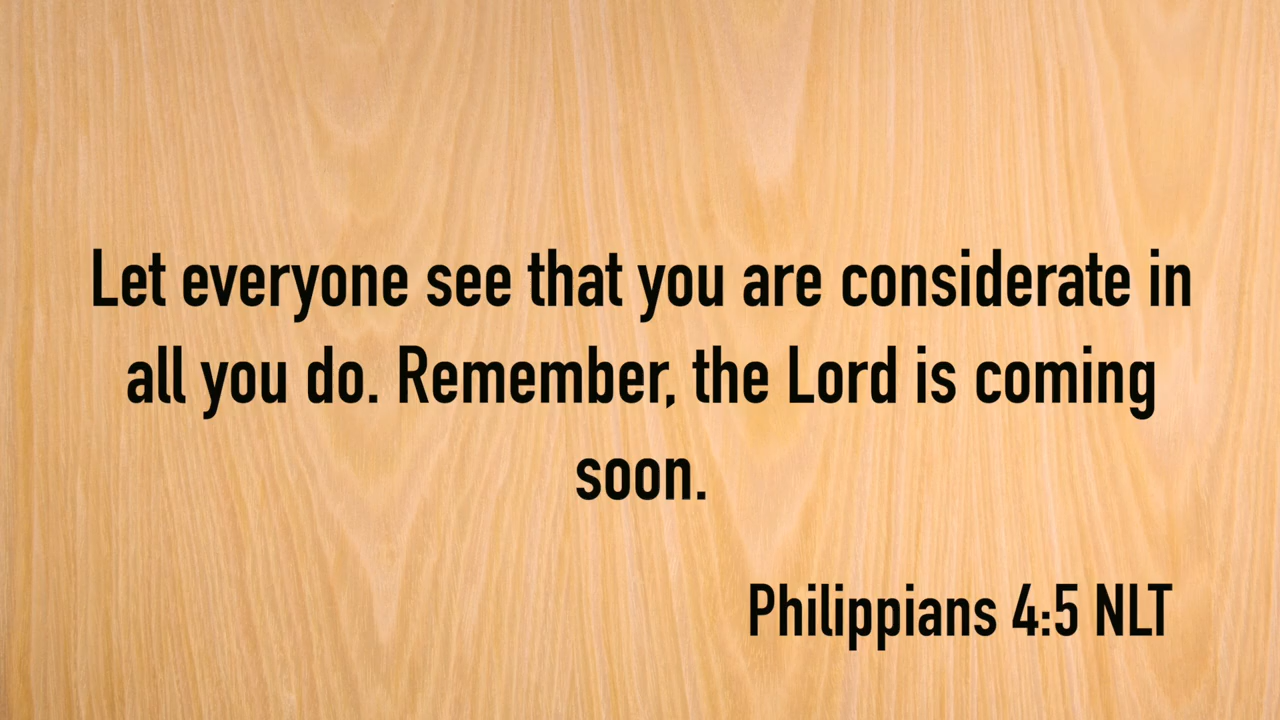 Let everyone see that you are considerate in
all you do. Remember, the Lord is coming
soon.
Philippians 4:5 NLT